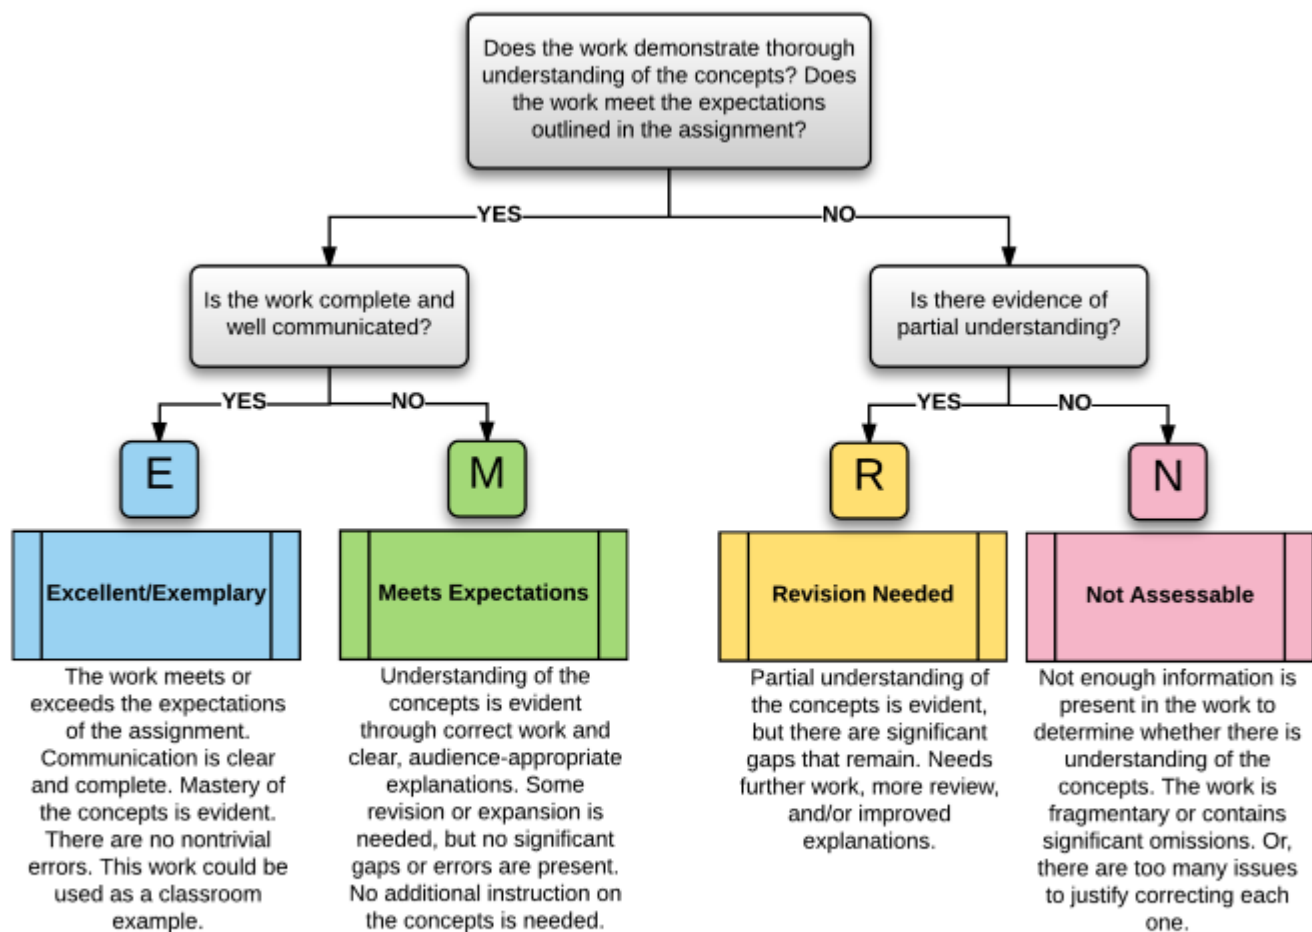 Does the work demonstrate thorough
understanding of the concepts? Does
the work meet the expectations
outlined in the assignment?
YES
NO
Is the work complete and
well communicated?
Is there evidence of
partial understanding?
YES
NO
YES
NO
E
M
R
N
Excellent/Exemplary
Meets Expectations
Revision Needed
Not Assessable
The work meets or
exceeds the expectations
of the assignment.
Communication is clear
and complete. Mastery of
the concepts is evident.
There are no nontrivial
errors. This work could be
used as a classroom
example.
Understanding of the
concepts is evident
through correct work and
clear, audience-appropriate
explanations. Some
revision or expansion is
needed, but no significant
gaps or errors are present.
No additional instruction on
the concepts is needed.
Partial understanding of
the concepts is evident,
but there are significant
gaps that remain. Needs
further work, more review,
and/or improved
explanations.
Not enough information is
present in the work to
determine whether there is
understanding of the
concepts. The work is
fragmentary or contains
significant omissions. Or,
there are too many issues
to justify correcting each
one.